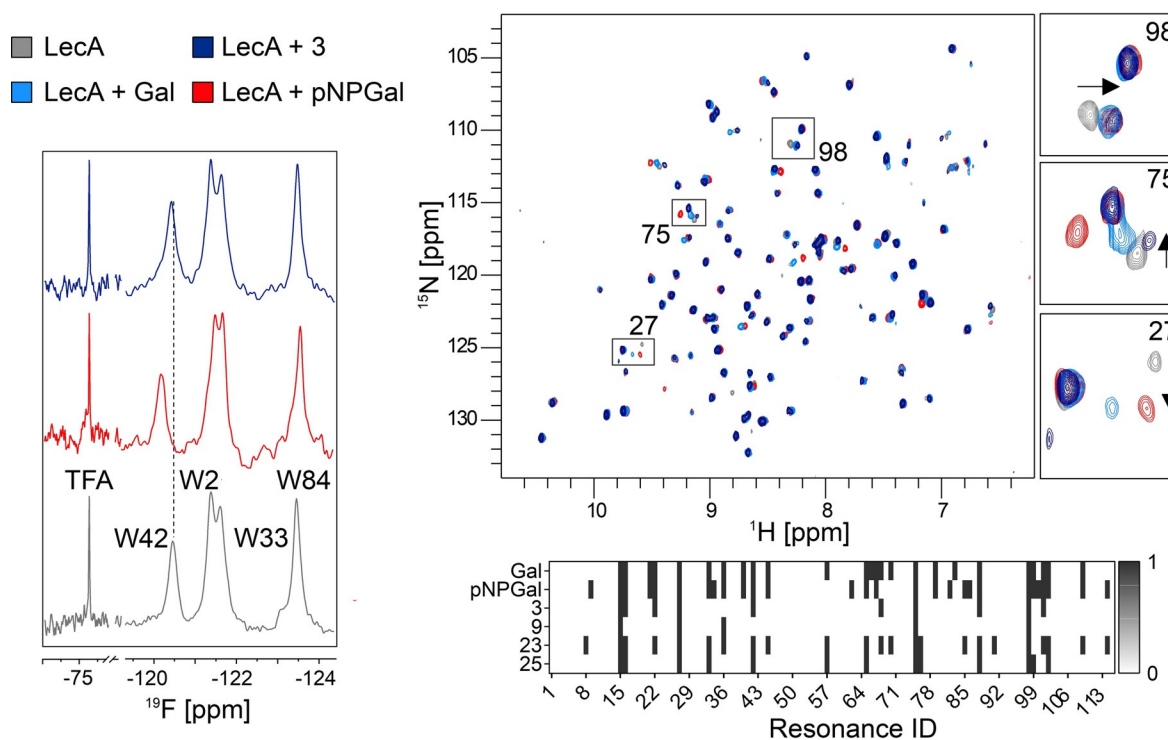 LecA
LecA + 3
LecA + Gal
LecA + pNPGal
TFA
W2
W84
W42
W33
-75
-120
-122
-124
19F [ppm]
105
110
115
120
125
130
15N [ppm]
98
75
27
10
9
8
7
1H [ppm]
98
75
27
Gal
pNPGal
3
9
23
25
1
15
22
29
36
43
50
57
64
71
78
85
92
99
106
113
Resonance ID
1
0